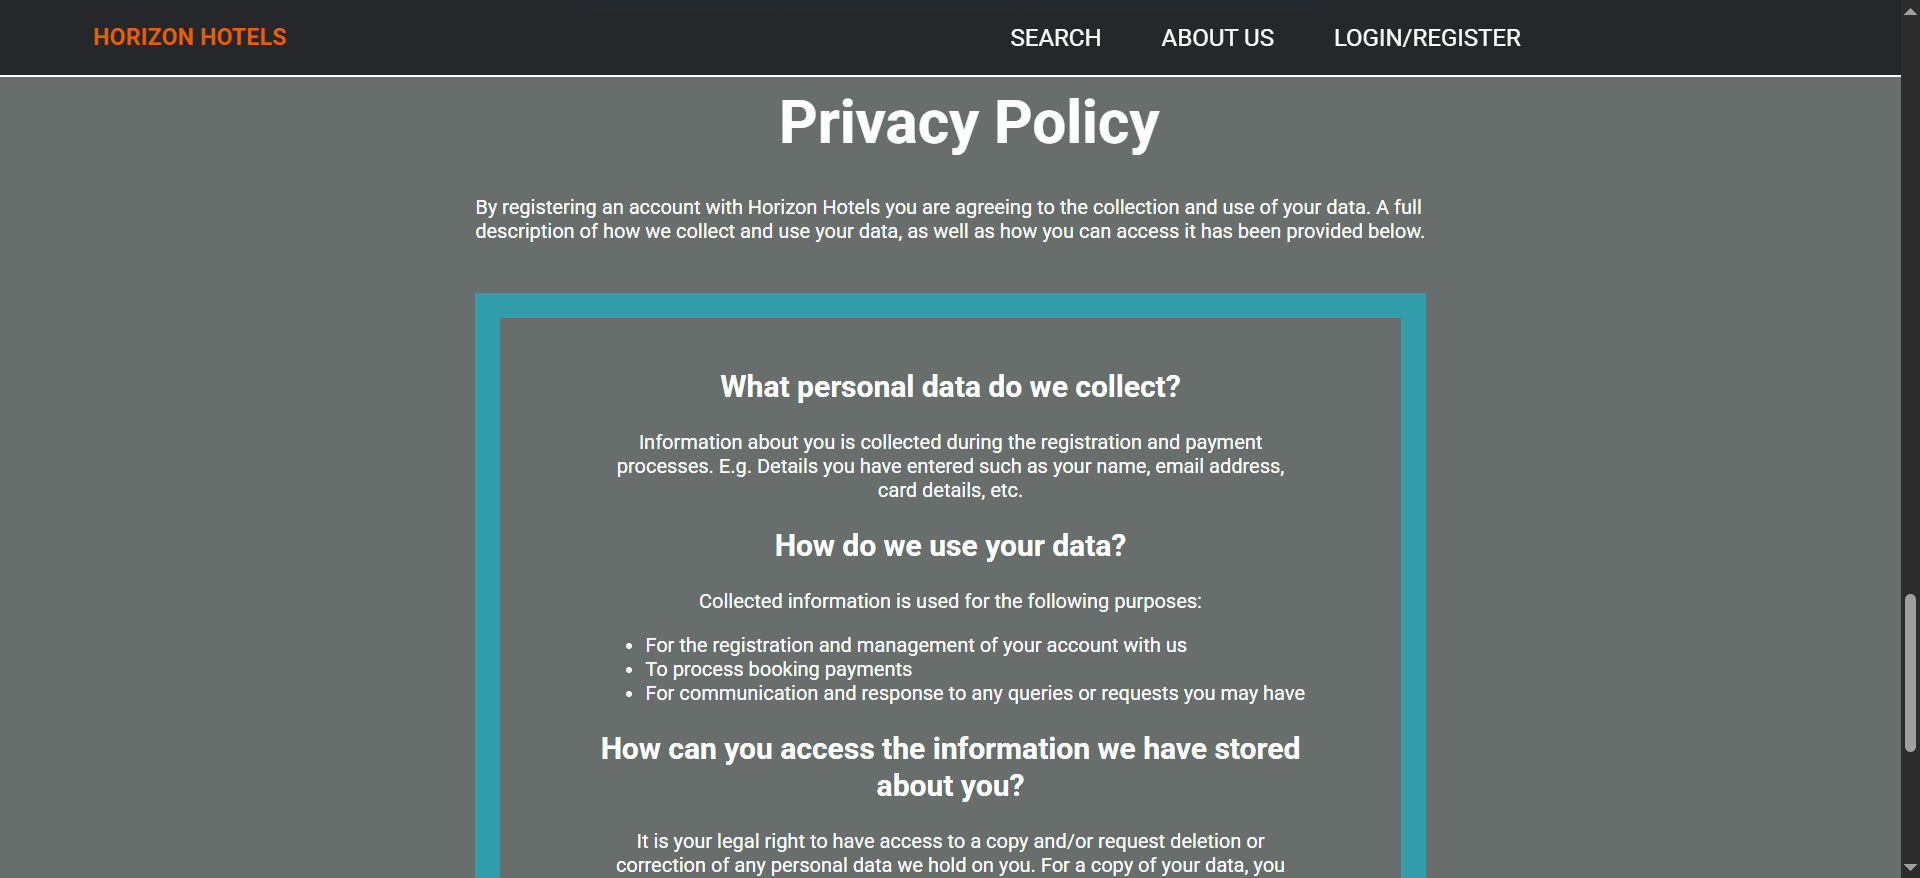 HORIZON HOTELS
SEARCH
ABOUT US
LOGIN/REGISTER
Privacy Policy
By registering an account with Horizon Hotels you are agreeing to the collection and use of your data. A full
description of how we collect and use your data, as well as how you can access it has been provided below.
What personal data do we collect?
Information about you is collected during the registration and payment
processes. E.g. Details you have entered such as your name, email address,
card details, etc.
How do we use your data?
Collected information is used for the following purposes:
• For the registration and management of your account with us
• To process booking payments
• For communication and response to any queries or requests you may have
How can you access the information we have stored
about you?
It is your legal right to have access to a copy and/or request deletion or
correction of any personal data we hold on you. For a copy of your data, you